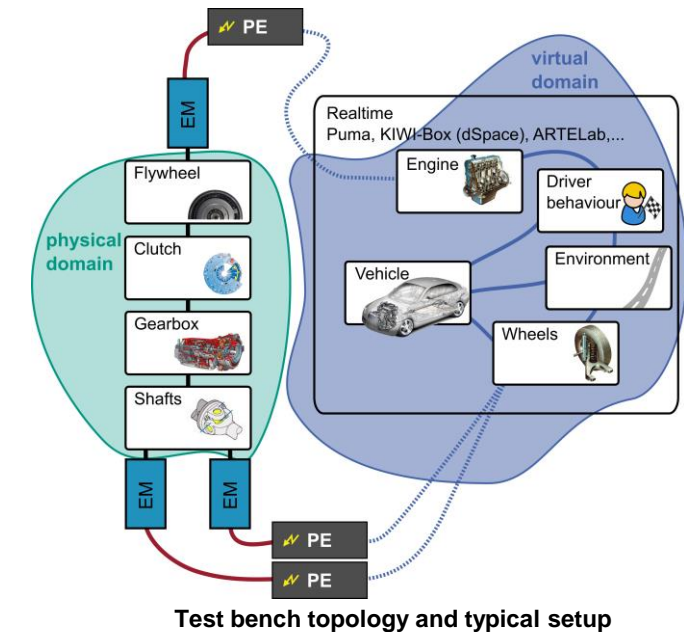 PE
EM
virtual
domain
Realtime
Puma, KIWI-Box (dSpace), ARTELab,...
Flywheel
Engine
Driver
behaviour
physical
domain
Clutch
Vehicle
Environment
Gearbox
Wheels
Shafts
EM
EM
PE
PE
Test bench topology and typical setup